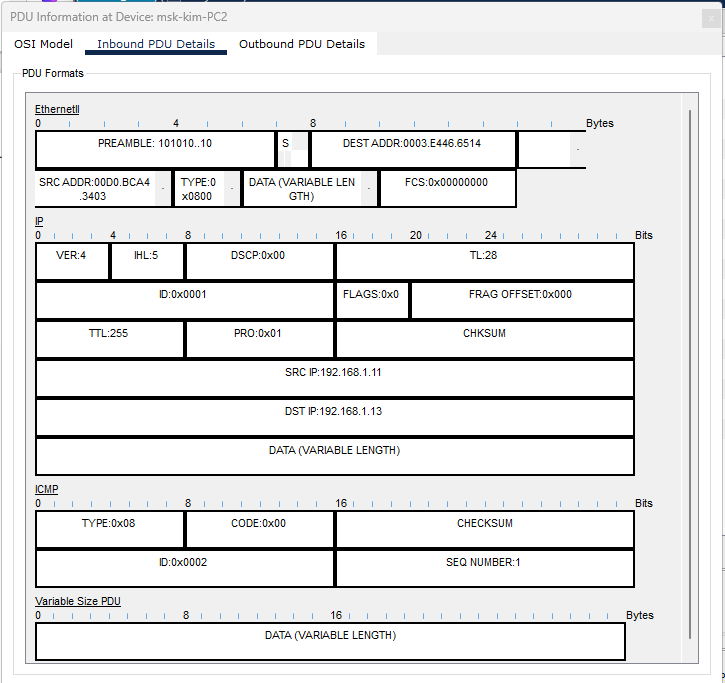 PDU Information at Device: msk-kim-PC2
x
OSI Model Inbound PDU Details Outbound PDU Details
PDU Formats
EthernetII
0 4 8 Bytes
PREAMBLE: 101010..10 S DEST ADDR:0003.E446.6514
SRC ADDR:00D0.BCA4 TYPE:0 DATA (VARIABLE LEN FCS:0x00000000
.3403 x0800 GTH)
IP
0 4 8 16 20 24 Bits
VER:4 IHL:5 DSCP:0x00 TL:28
ID:0x0001 FLAGS:0x0 FRAG OFFSET:0x000
TTL:255 PRO:0x01 CHKSUM
SRC IP:192.168.1.11
DST IP:192.168.1.13
DATA (VARIABLE LENGTH)
ICMP
0 8 16 Bits
TYPE:0x08 CODE:0x00 CHECKSUM
ID:0x0002 SEQ NUMBER:1
Variable Size PDU
0 8 16 Bytes
DATA (VARIABLE LENGTH)